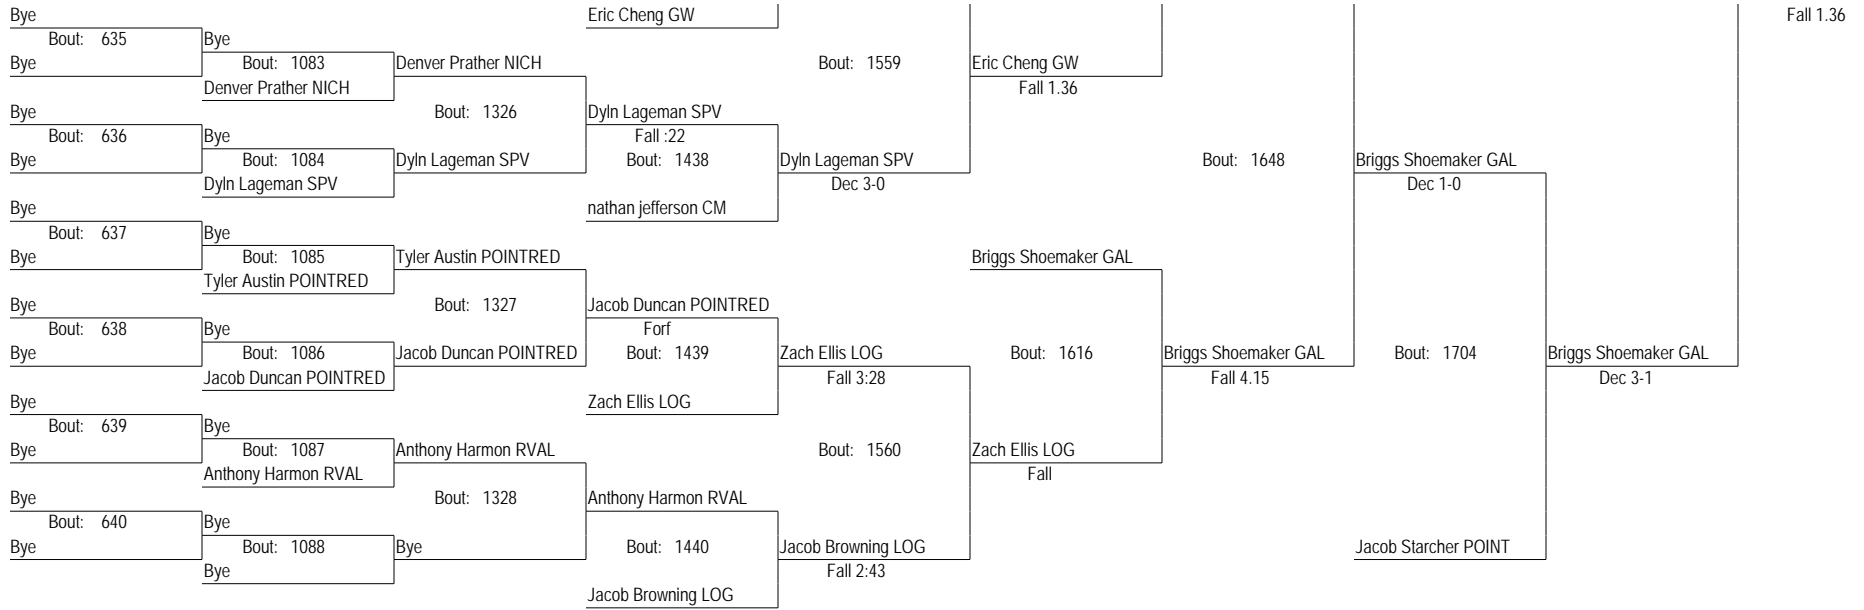 Bye
Eric Cheng GW
Fall 1.36
Bout: 635
Bye
Bye
Bout: 1083
Denver Prather NICH
Bout: 1559
Eric Cheng GW
Denver Prather NICH
Fall 1.36
Bye
Bout: 1326
Dyln Lageman SPV
Bout: 636
Bye
Fall :22
Bye
Bout: 1084
Dyln Lageman SPV
Bout: 1438
Dyln Lageman SPV
Bout: 1648
Briggs Shoemaker GAL
Dyln Lageman SPV
Dec 3-0
Dec 1-0
Bye
nathan jefferson CM
Bout: 637
Bye
Bye
Bout: 1085
Tyler Austin POINTRED
Briggs Shoemaker GAL
Tyler Austin POINTRED
Bye
Bout: 1327
Jacob Duncan POINTRED
Bout: 638
Bye
Forf
Bye
Bout: 1086
Jacob Duncan POINTRED
Bout: 1439
Zach Ellis LOG
Bout: 1616
Briggs Shoemaker GAL
Bout: 1704
Briggs Shoemaker GAL
Jacob Duncan POINTRED
Fall 3:28
Fall 4.15
Dec 3-1
Bye
Zach Ellis LOG
Bout: 639
Bye
Bye
Bout: 1087
Anthony Harmon RVAL
Bout: 1560
Zach Ellis LOG
Anthony Harmon RVAL
Fall
Bye
Bout: 1328
Anthony Harmon RVAL
Bout: 640
Bye
Bye
Bout: 1088
Bye
Bout: 1440
Jacob Browning LOG
Jacob Starcher POINT
Bye
Fall 2:43
Jacob Browning LOG